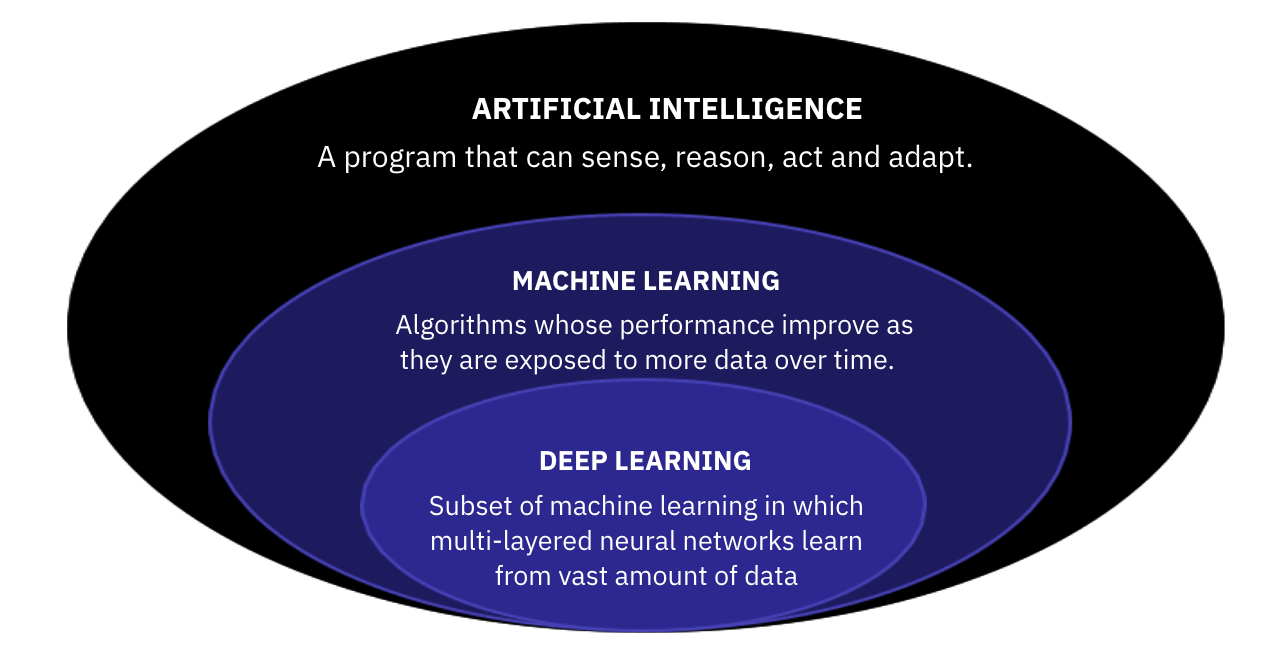 ARTIFICIAL INTELLIGENCE
A program that can sense, reason, act and adapt.
MACHINE LEARNING
Algorithms whose performance improve as
they are exposed to more data over time.
DEEP LEARNING
Subset of machine learning in which
multi-layered neural networks learn
from vast amount of data